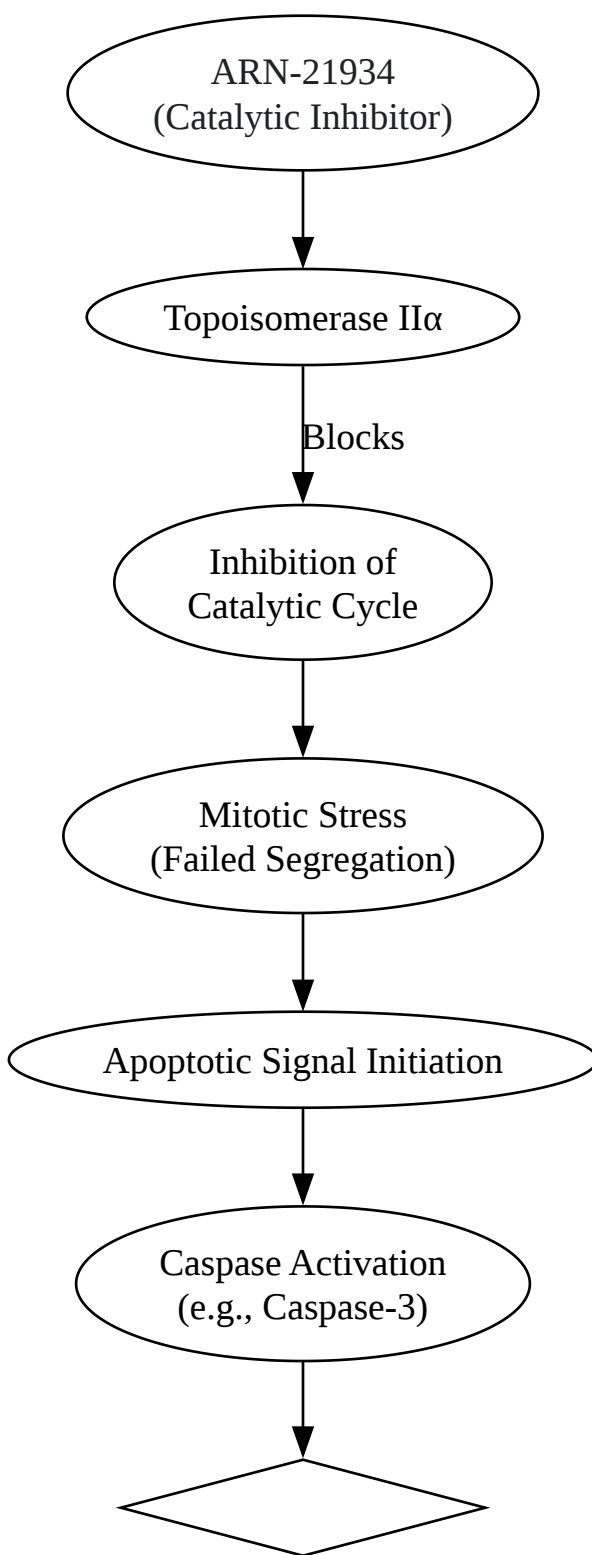 ARN-21934
(Catalytic Inhibitor)
Topoisomerase IIα
Blocks
Inhibition of
Catalytic Cycle
Mitotic Stress
(Failed Segregation)
Apoptotic Signal Initiation
Caspase Activation
(e.g., Caspase-3)